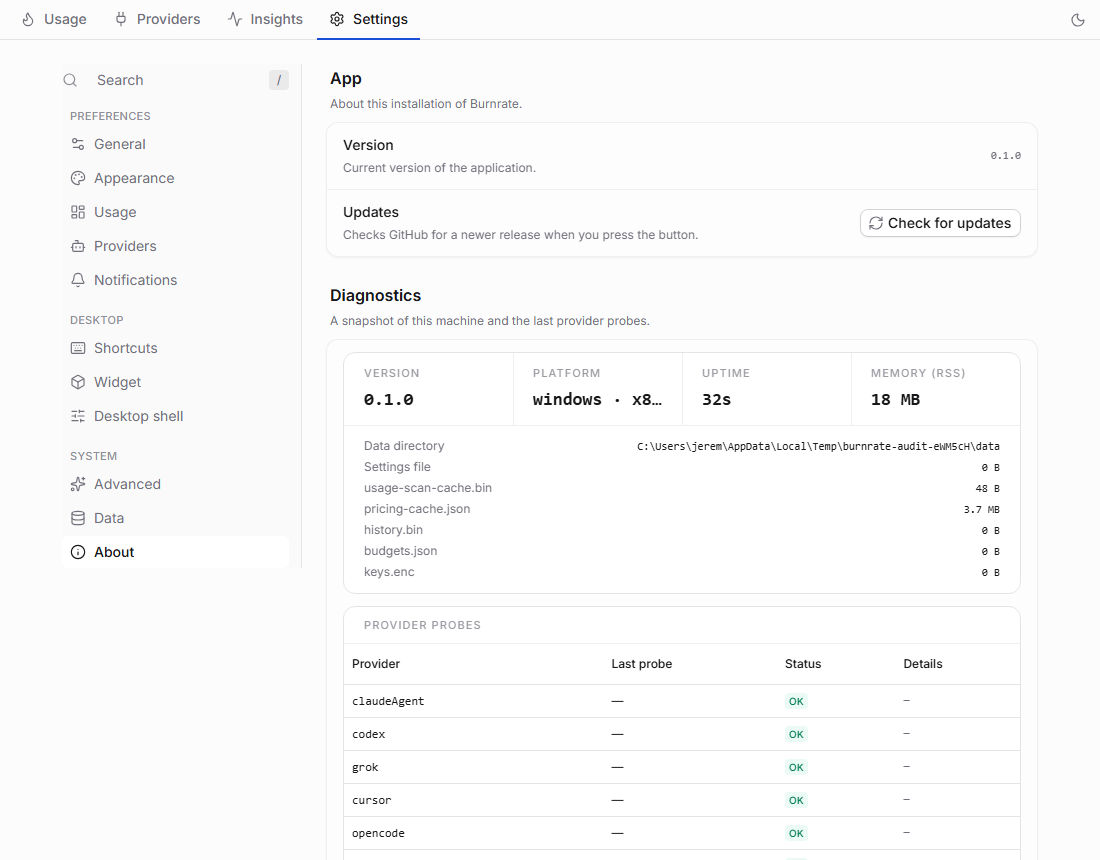 Usage Providers Insights Settings
Search /
PREFERENCES
General
Appearance
Usage
Providers
Notifications
DESKTOP
Shortcuts
Widget
Desktop shell
SYSTEM
Advanced
Data
About
App
About this installation of Burnrate.
Version
Current version of the application.
0.1.0
Updates
Checks GitHub for a newer release when you press the button.
Check for updates
Diagnostics
A snapshot of this machine and the last provider probes.
VERSION PLATFORM UPTIME MEMORY (RSS)
0.1.0 windows · x8… 32s 18 MB
Data directory C:\Users\jerem\AppData\Local\Temp\burnrate-audit-eWM5cH\data
Settings file 0 B
usage-scan-cache.bin 48 B
pricing-cache.json 3.7 MB
history.bin 0 B
budgets.json 0 B
keys.enc 0 B
PROVIDER PROBES
Provider Last probe Status Details
claudeAgent — OK —
codex — OK —
grok — OK —
cursor — OK —
opencode — OK —